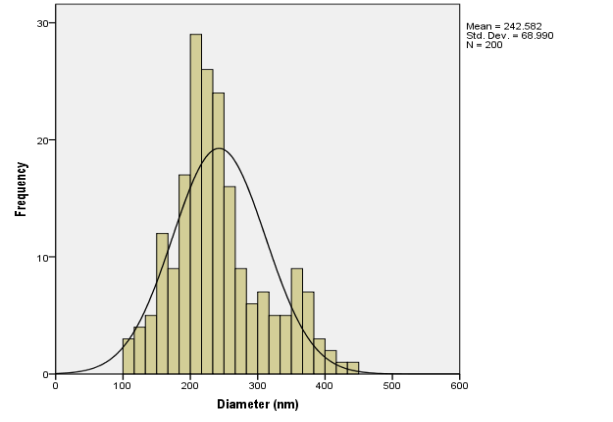 Mean = 242.582
Std. Dev. = 68.990
N = 200
30
20
10
0
Frequency
0 100 200 300 400 500 600
Diameter (nm)